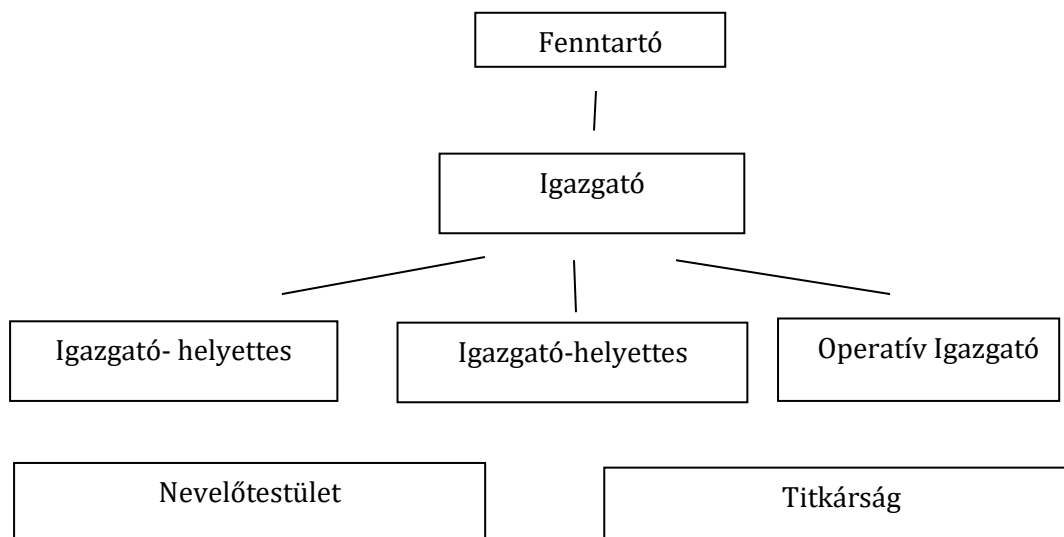 Fenntartó
Igazgató
Igazgató- helyettes
Igazgató-helyettes
Operatív Igazgató
Nevelőtestület
Titkárság